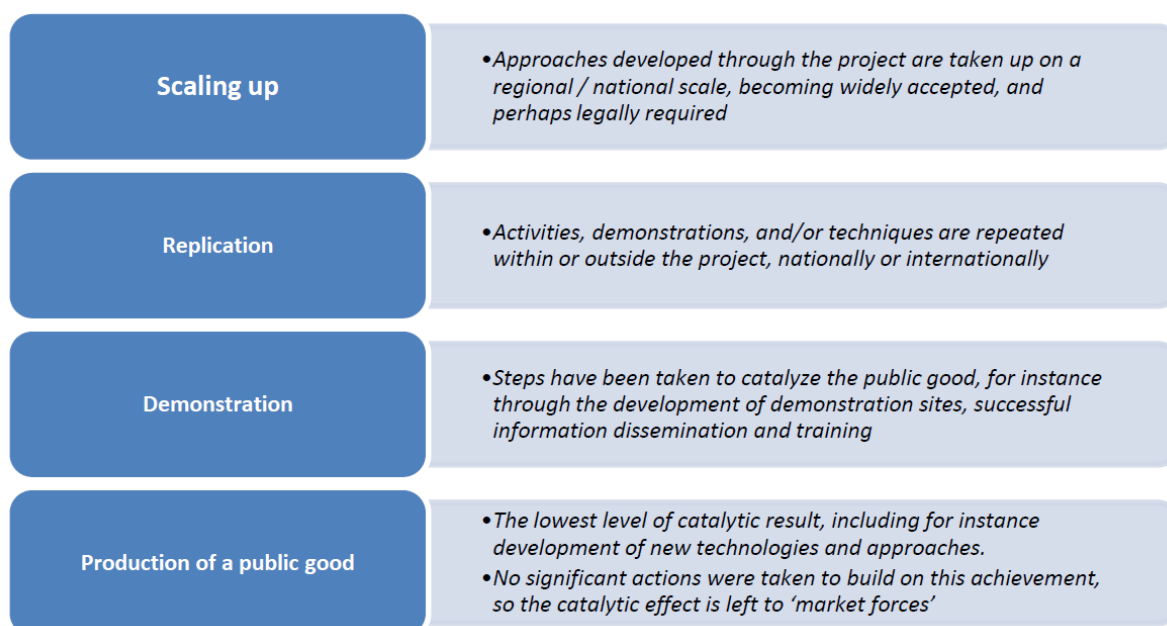 Scaling up
•Approaches developed through the project are taken up on a
regional / national scale, becoming widely accepted, and
perhaps legally required
Replication
•Activities, demonstrations, and/or techniques are repeated
within or outside the project, nationally or internationally
Demonstration
•Steps have been taken to catalyze the public good, for instance
through the development of demonstration sites, successful
information dissemination and training
Production of a public good
•The lowest level of catalytic result, including for instance
development of new technologies and approaches.
•No significant actions were taken to build on this achievement,
so the catalytic effect is left to ‘market forces’